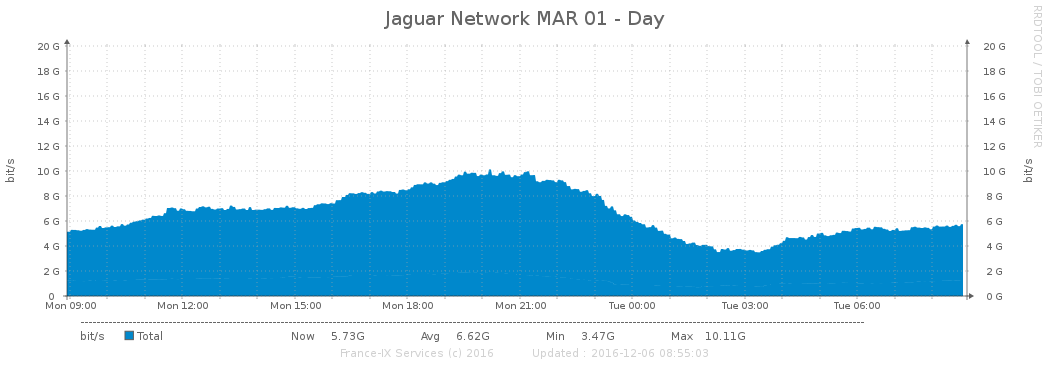 Jaguar Network MAR 01 - Day
RRDTOOL / TOBI OETIKER
bit/s
20 G 20 G
18 G 18 G
16 G 16 G
14 G 14 G
12 G 12 G
10 G 10 G
8 G 8 G
6 G 6 G
4 G 4 G
2 G 2 G
0 0 G
bit/s
Mon 09:00 Mon 12:00 Mon 15:00 Mon 18:00 Mon 21:00 Tue 00:00 Tue 03:00 Tue 06:00
bit/s Total Now 5.73G Avg 6.62G Min 3.47G Max 10.11G
France-IX Services (c) 2016 Updated : 2016-12-06 08:55:03